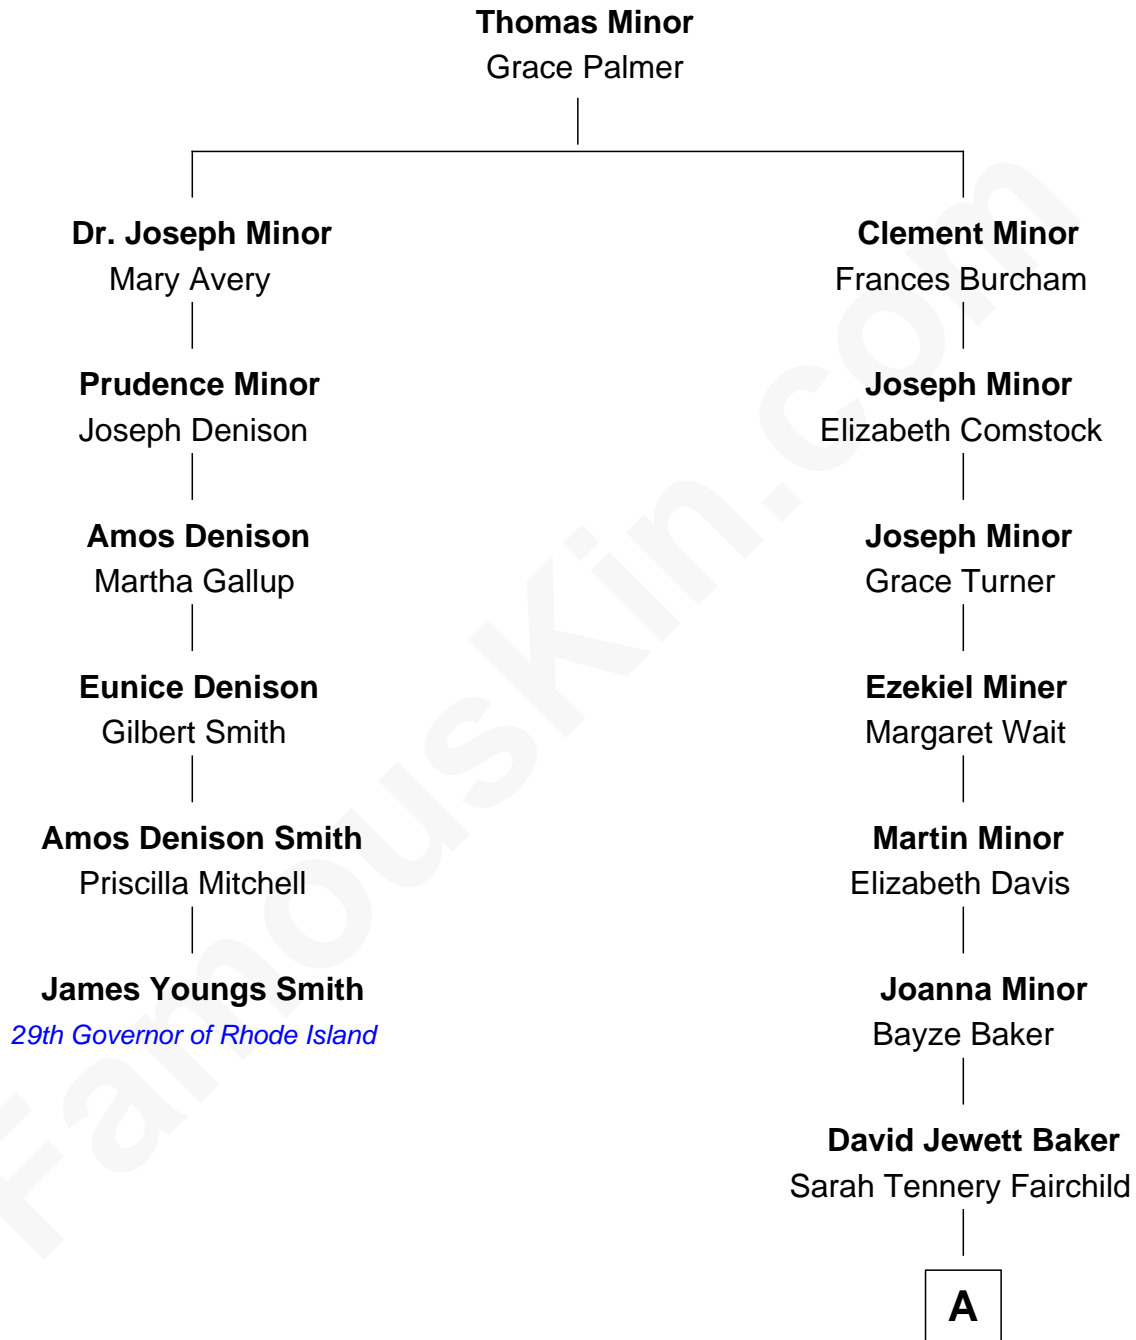 Thomas Minor
Grace Palmer
Dr. Joseph Minor
Mary Avery
Clement Minor
Frances Burcham
Prudence Minor
Joseph Denison
Joseph Minor
Elizabeth Comstock
Amos Denison
Martha Gallup
Joseph Minor
Grace Turner
Eunice Denison
Gilbert Smith
Ezekiel Miner
Margaret Wait
Amos Denison Smith
Priscilla Mitchell
Martin Minor
Elizabeth Davis
James Youngs Smith
29th Governor of Rhode Island
Joanna Minor
Bayze Baker
David Jewett Baker
Sarah Tennery Fairchild
A
FamousKin.com